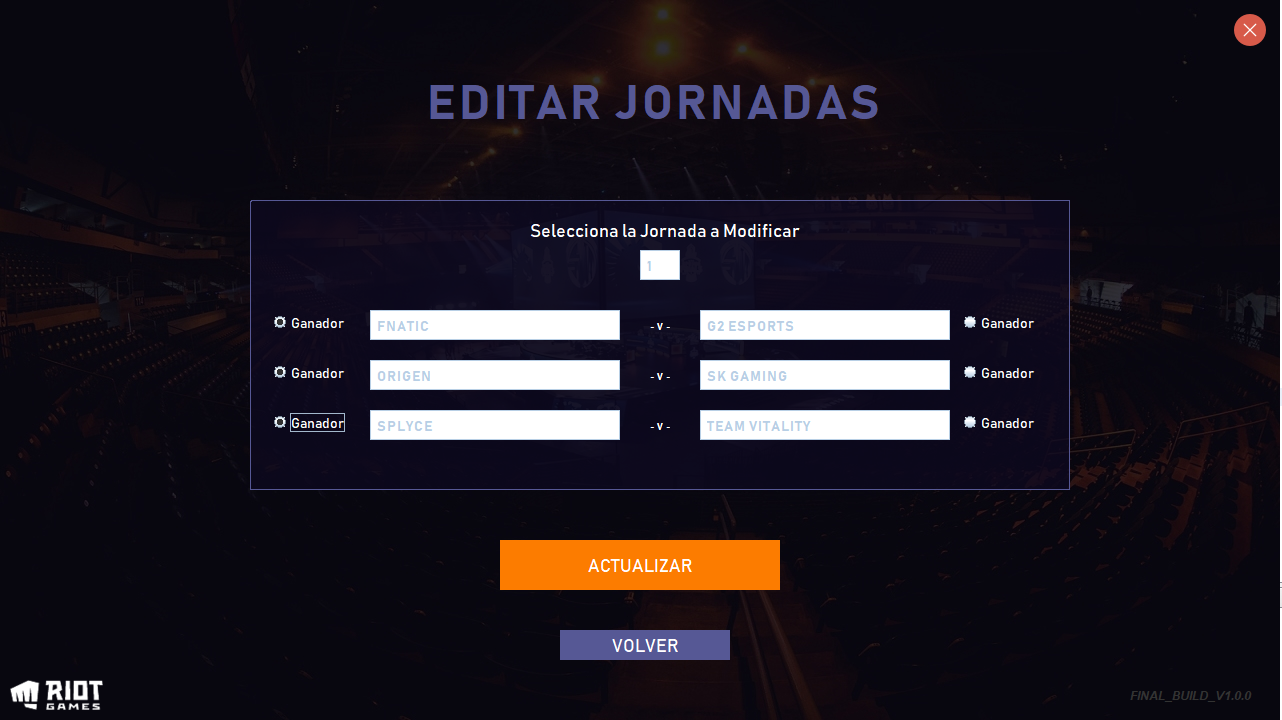 EDITAR JORNADAS
Selecciona la Jornada a Modificar
1
Ganador FNATIC - v - G2 ESPORTS Ganador
Ganador ORIGEN - v - SK GAMING Ganador
Ganador SPLYCE - v - TEAM VITALITY Ganador
ACTUALIZAR
VOLVER
RIOT
GAMES
FINAL_BUILD_V1.0.0